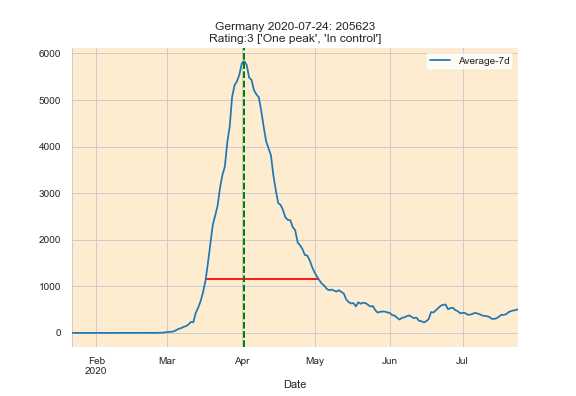 Germany 2020-07-24: 205623
Rating:3 ['One peak', 'In control']
Average-7d
6000
5000
4000
3000
2000
1000
0
Feb Mar Apr May Jun Jul
2020
Date